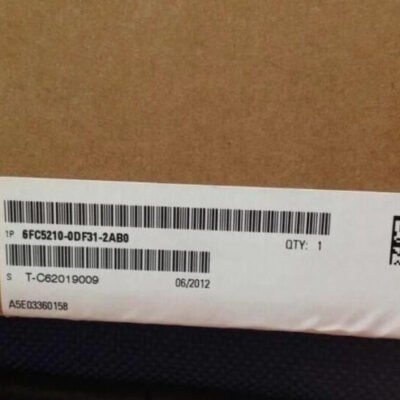 1P 6FC5210-0DF31-2AB0 QTY: 1
S T-C62019009 06/2012
A5E03360158